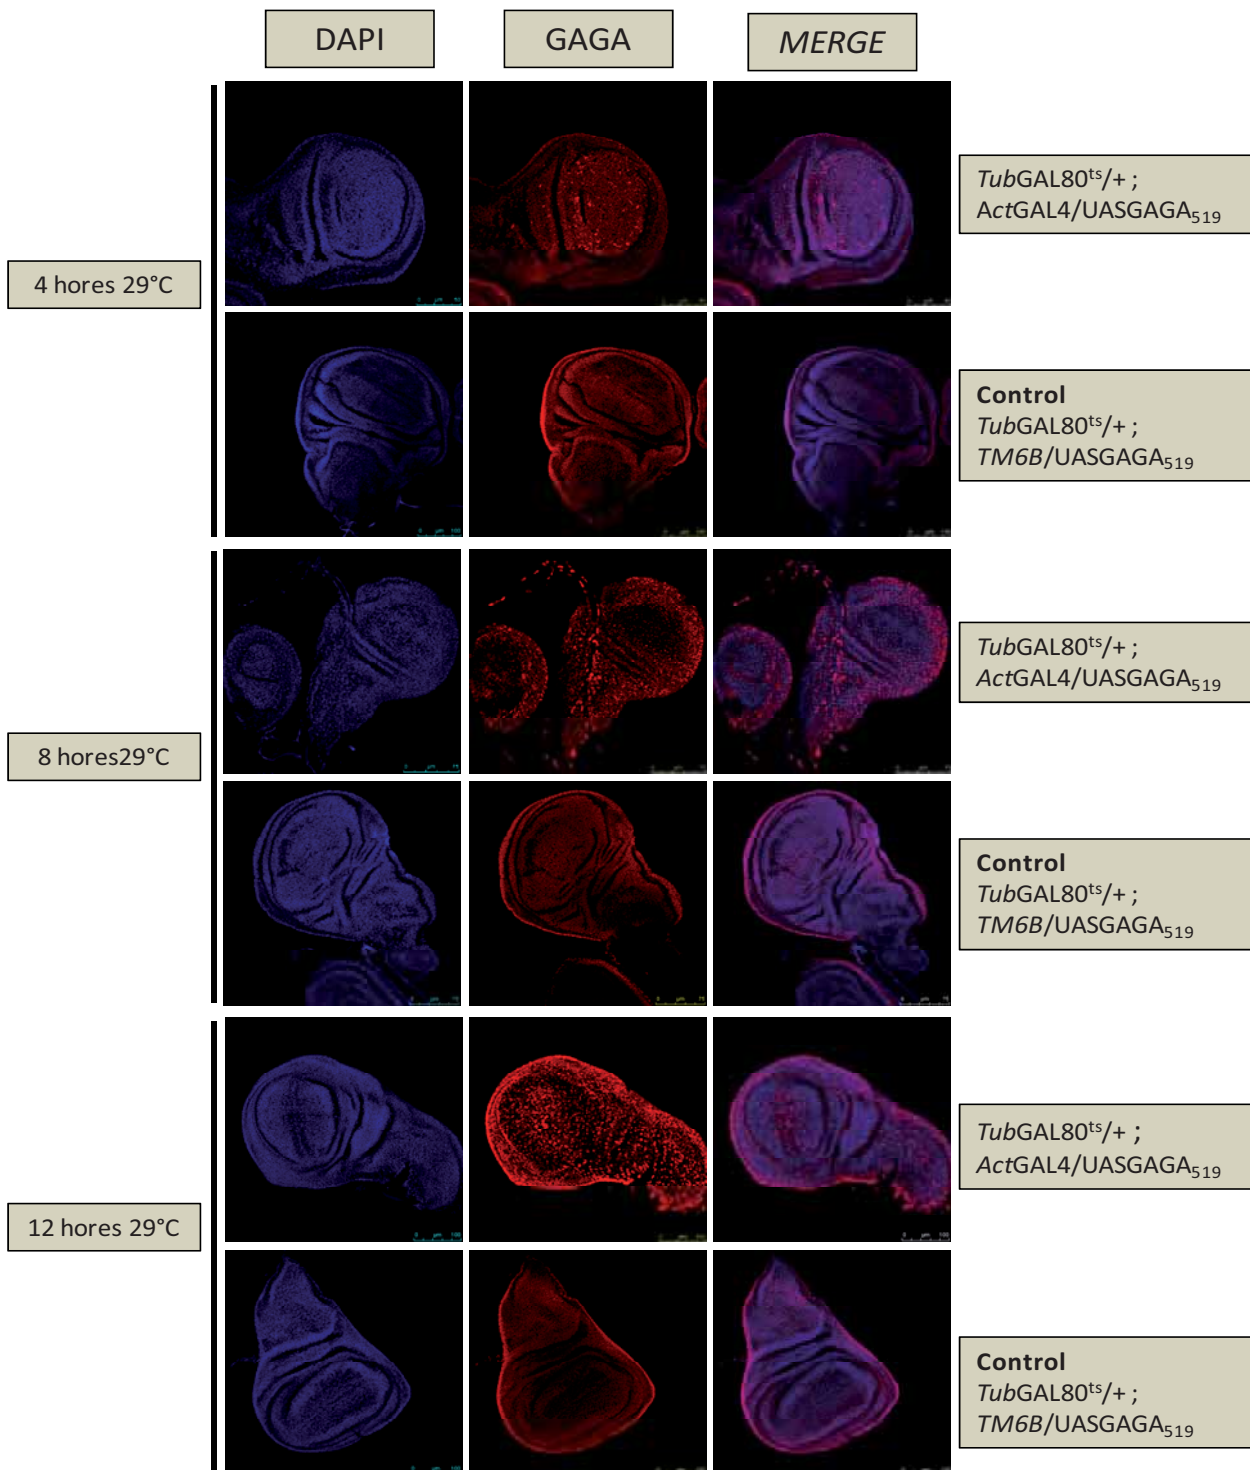 DAPI
GAGA
MERGE
4 hores 29°C
TubGAL80ts/+ ;
ActGAL4/UASGAGA519
Control
TubGAL80ts/+ ;
TM6B/UASGAGA519
8 hores29°C
TubGAL80ts/+ ;
ActGAL4/UASGAGA519
Control
TubGAL80ts/+ ;
TM6B/UASGAGA519
12 hores 29°C
TubGAL80ts/+ ;
ActGAL4/UASGAGA519
Control
TubGAL80ts/+ ;
TM6B/UASGAGA519